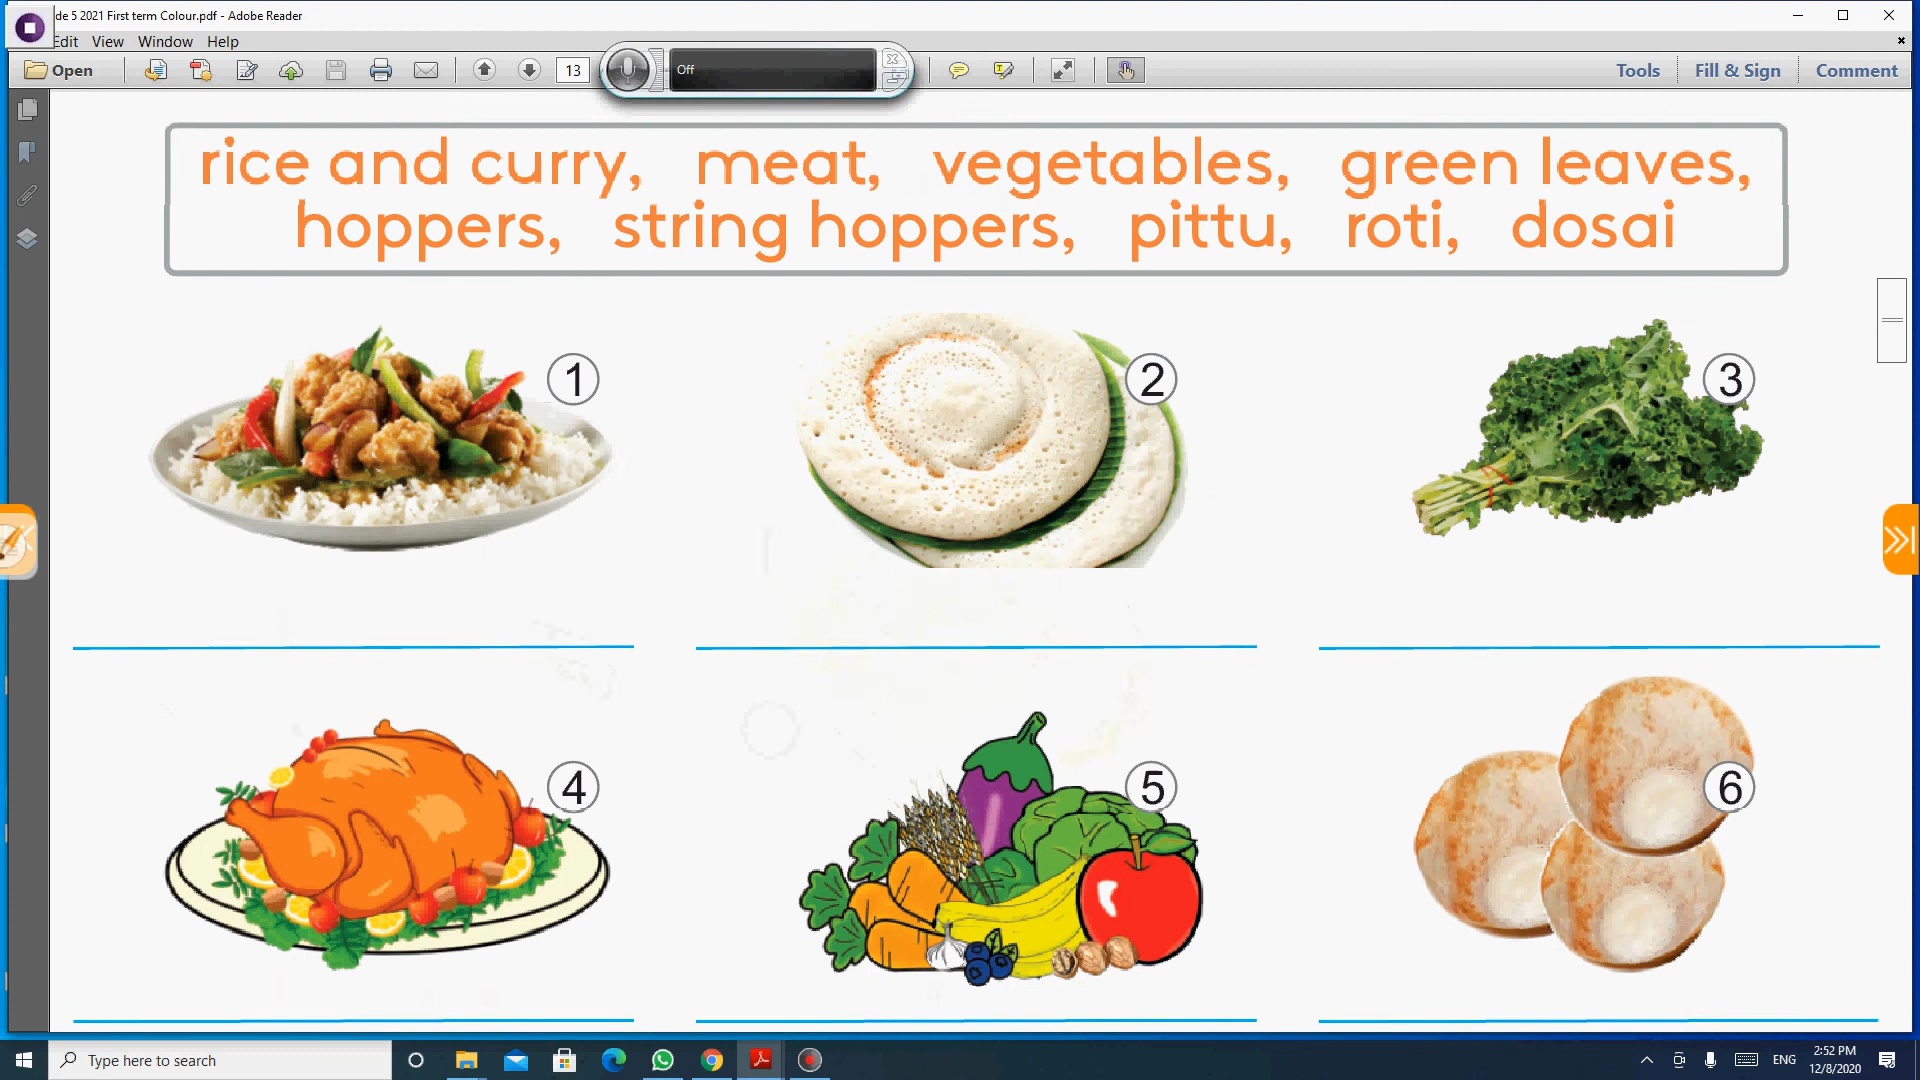 de 5 2021 First term Colour.pdf - Adobe Reader
Edit View Window Help
Open 13 Off Tools Fill & Sign Comment
rice and curry, meat, vegetables, green leaves,
hoppers, string hoppers, pittu, roti, dosai
1 2 3
4 5 6
Type here to search ENG 2:52 PM
12/8/2020